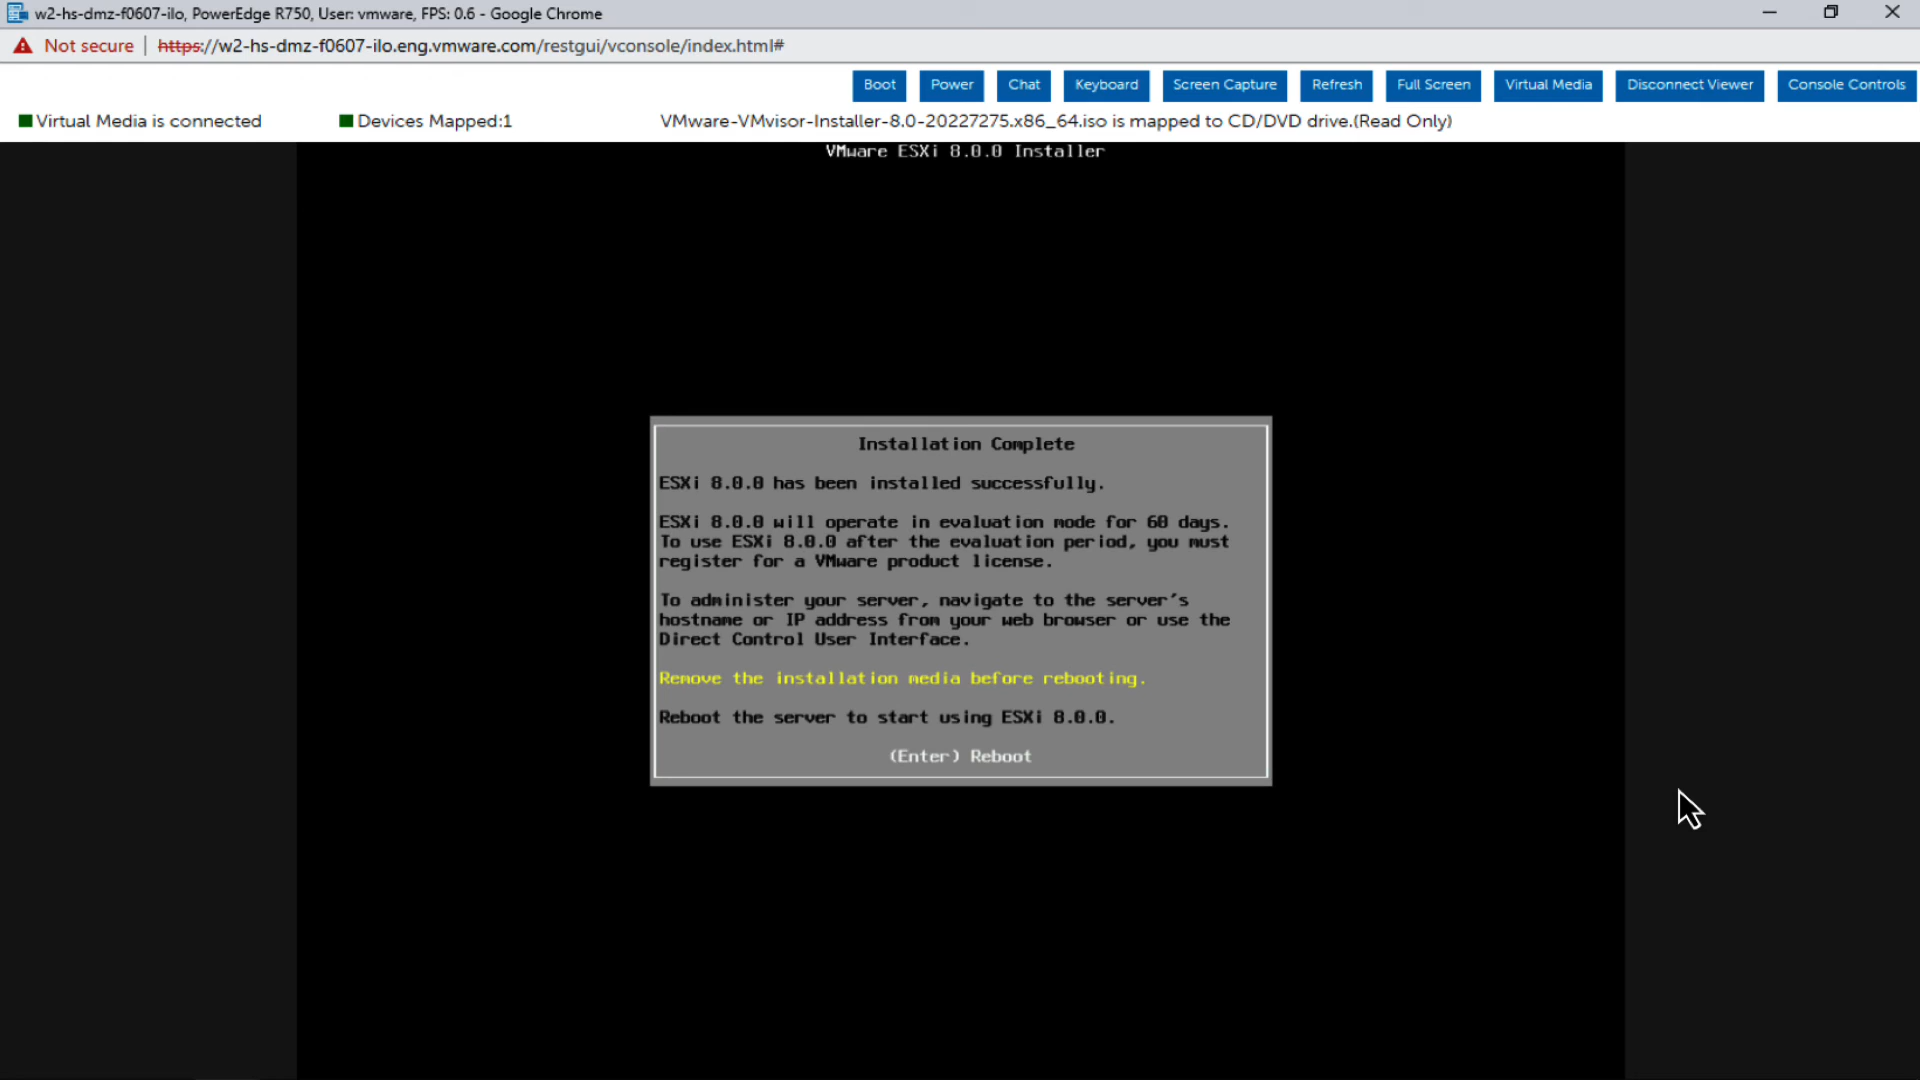 w2-hs-dmz-f0607-ilo, PowerEdge R750, User: vmware, FPS: 0.6 - Google Chrome
Not secure | https://w2-hs-dmz-f0607-ilo.eng.vmware.com/restgui/vconsole/index.html#
Boot Power Chat Keyboard Screen Capture Refresh Full Screen Virtual Media Disconnect Viewer Console Controls
Virtual Media is connected Devices Mapped:1 VMware-VMvisor-Installer-8.0-20227275.x86_64.iso is mapped to CD/DVD drive.(Read Only)
VMware ESXi 8.0.0 Installer
Installation Complete
ESXi 8.0.0 has been installed successfully.
ESXi 8.0.0 will operate in evaluation mode for 60 days.
To use ESXi 8.0.0 after the evaluation period, you must
register for a VMware product license.
To administer your server, navigate to the server's
hostname or IP address from your web browser or use the
Direct Control User Interface.
Remove the installation media before rebooting.
Reboot the server to start using ESXi 8.0.0.
(Enter) Reboot